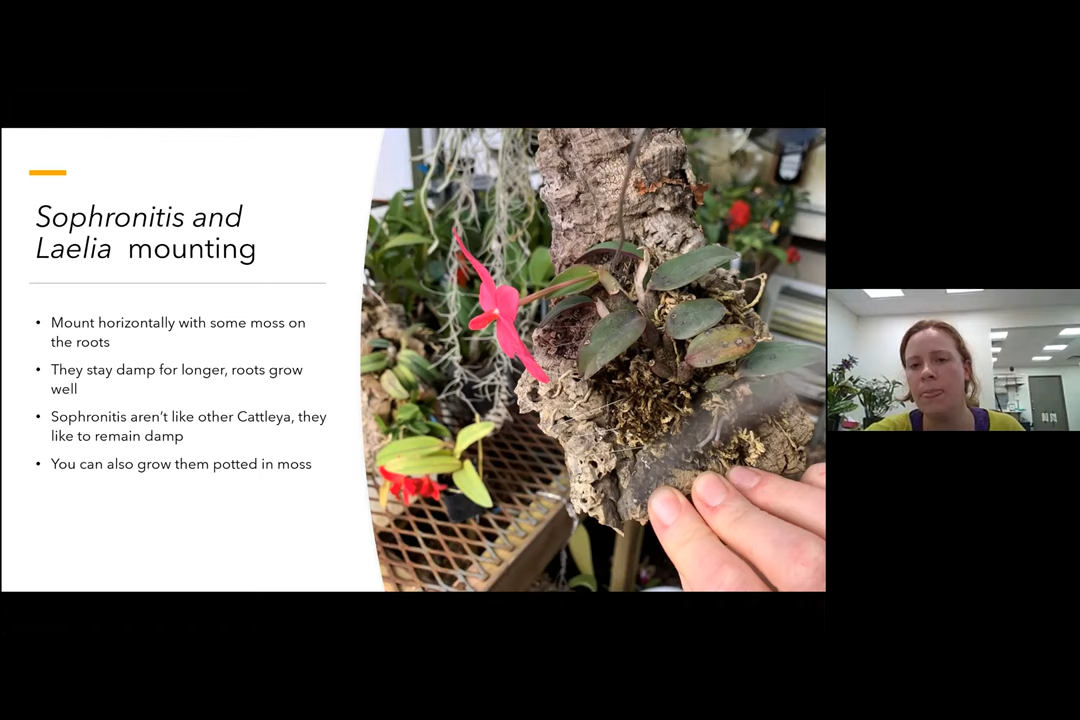 Sophronitis and
Laelia mounting
• Mount horizontally with some moss on
the roots
• They stay damp for longer, roots grow
well
• Sophronitis aren’t like other Cattleya, they
like to remain damp
• You can also grow them potted in moss